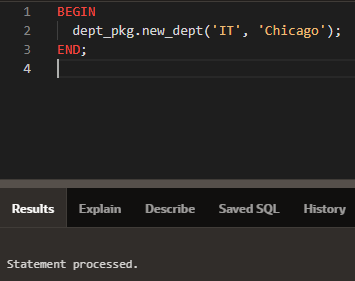 1 BEGIN
2 dept_pkg.new_dept('IT', 'Chicago');
3 END;
4
Results Explain Describe Saved SQL History
Statement processed.